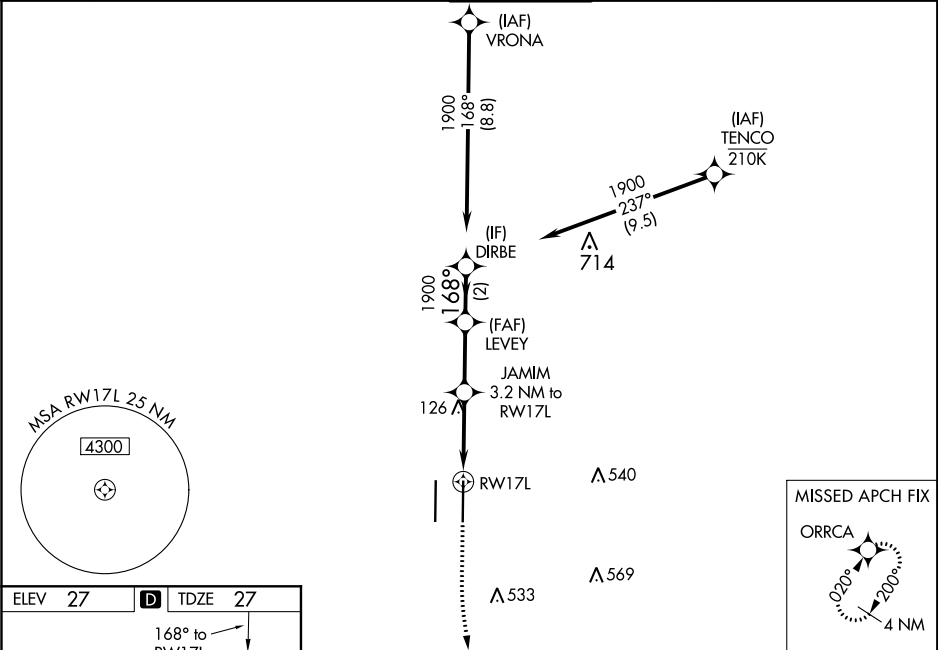 (IAF)
VRONA
1900
168°
(8.8)
(IAF)
TENCO
210K
1900
237°
(9.5)
714
(IF)
DIRBE
1900
168°
(2)
(FAF)
LEVEY
JAMIM
3.2 NM to
RW17L
126
MSA RW17L 25 NM
4300
RW17L
540
MISSED APCH FIX
ORRCA
020°
200°
4 NM
569
533
ELEV 27 D TDZE 27
168° to
RW17L